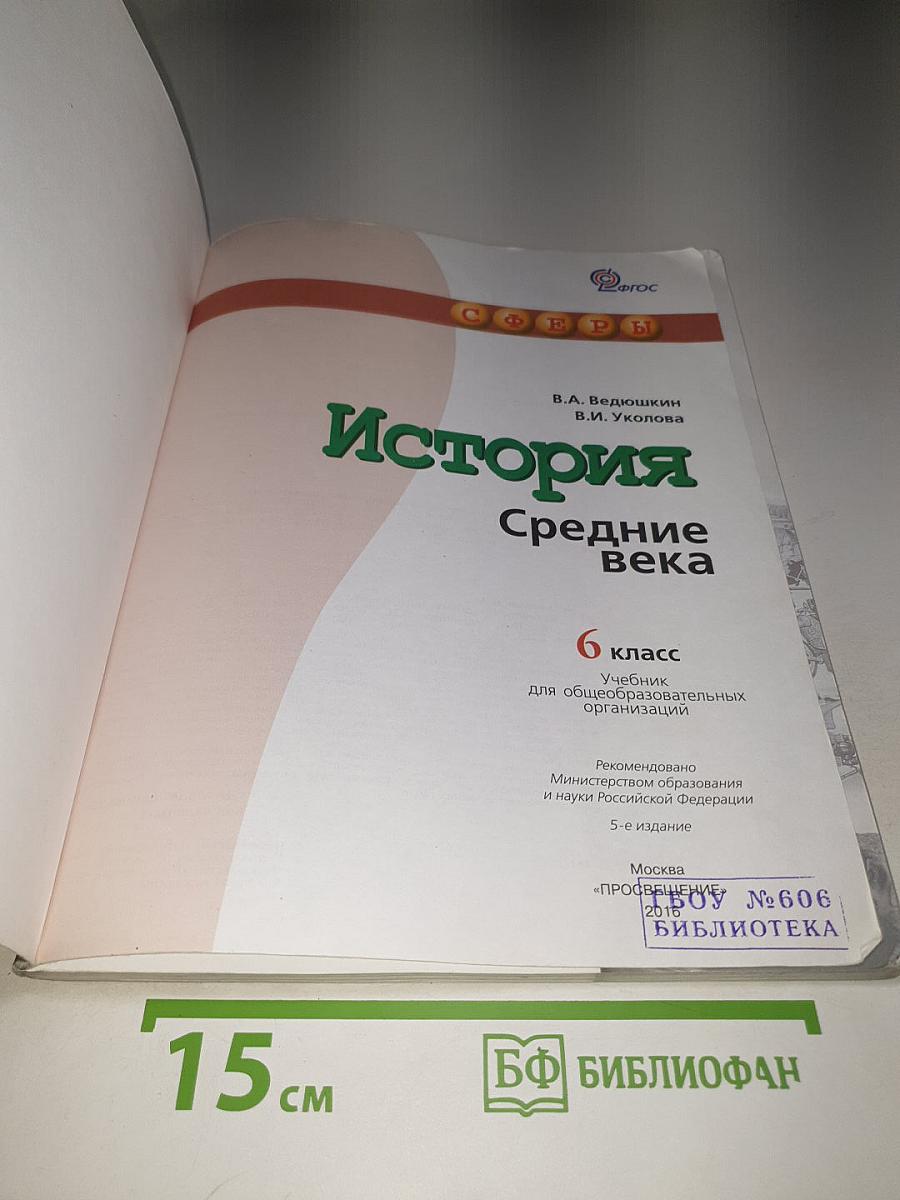 ФГОС
СФЕРЫ
В.А. Ведюшкин
В.И. Уколова
История
Средние
века
6 класс
Учебник
для общеобразовательных
организаций
Рекомендовано
Министерством образования
и науки Российской Федерации
5-е издание
Москва
«ПРОСВЕЩЕНИЕ»
2016
ГБОУ №606
БИБЛИОТЕКА
15 см
БФ БИБЛИОФАН